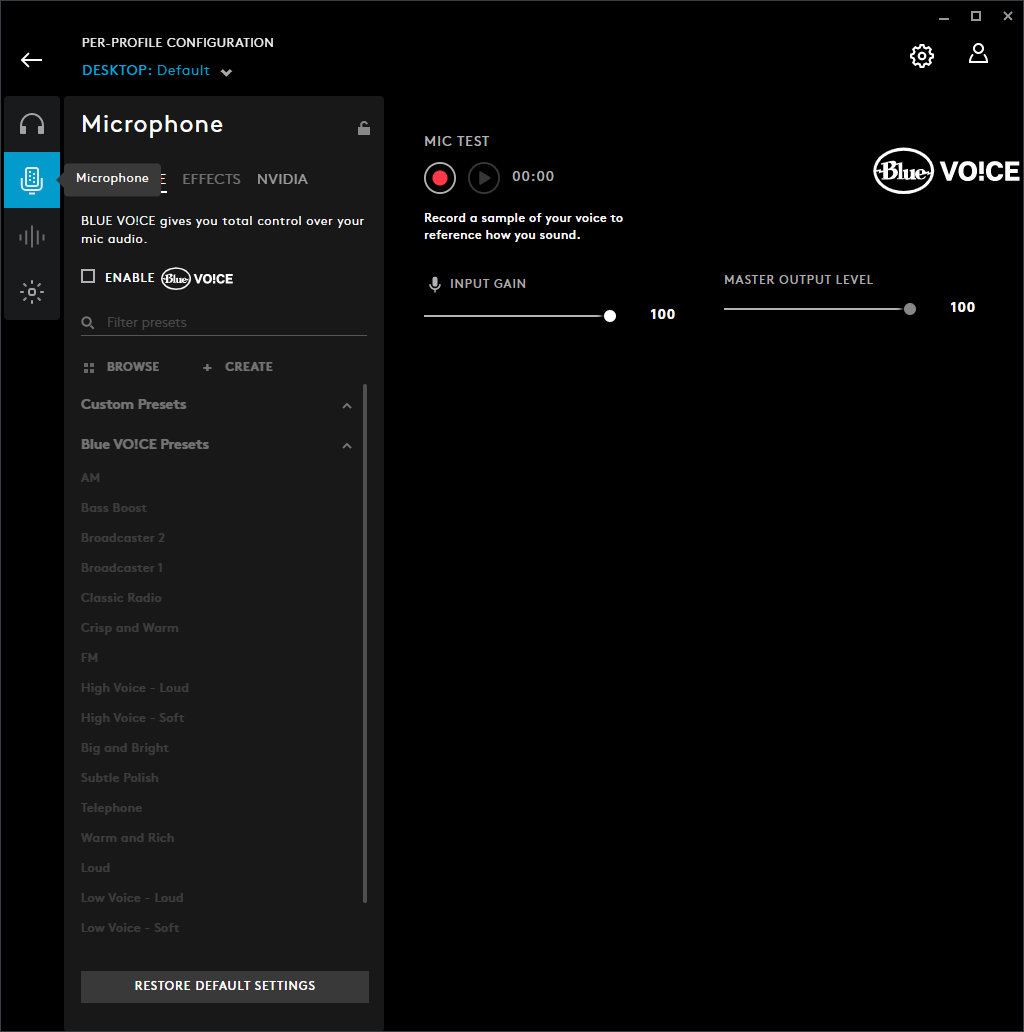 PER-PROFILE CONFIGURATION
DESKTOP: Default
Microphone
Microphone
EFFECTS
NVIDIA
BLUE VO!CE gives you total control over your
mic audio.
ENABLE Blue VO!CE
Filter presets
BROWSE
+ CREATE
Custom Presets
Blue VO!CE Presets
AM
Bass Boost
Broadcaster 2
Broadcaster 1
Classic Radio
Crisp and Warm
FM
High Voice - Loud
High Voice - Soft
Big and Bright
Subtle Polish
Telephone
Warm and Rich
Loud
Low Voice - Loud
Low Voice - Soft
RESTORE DEFAULT SETTINGS
MIC TEST
00:00
Record a sample of your voice to
reference how you sound.
Blue VO!CE
INPUT GAIN
100
MASTER OUTPUT LEVEL
100